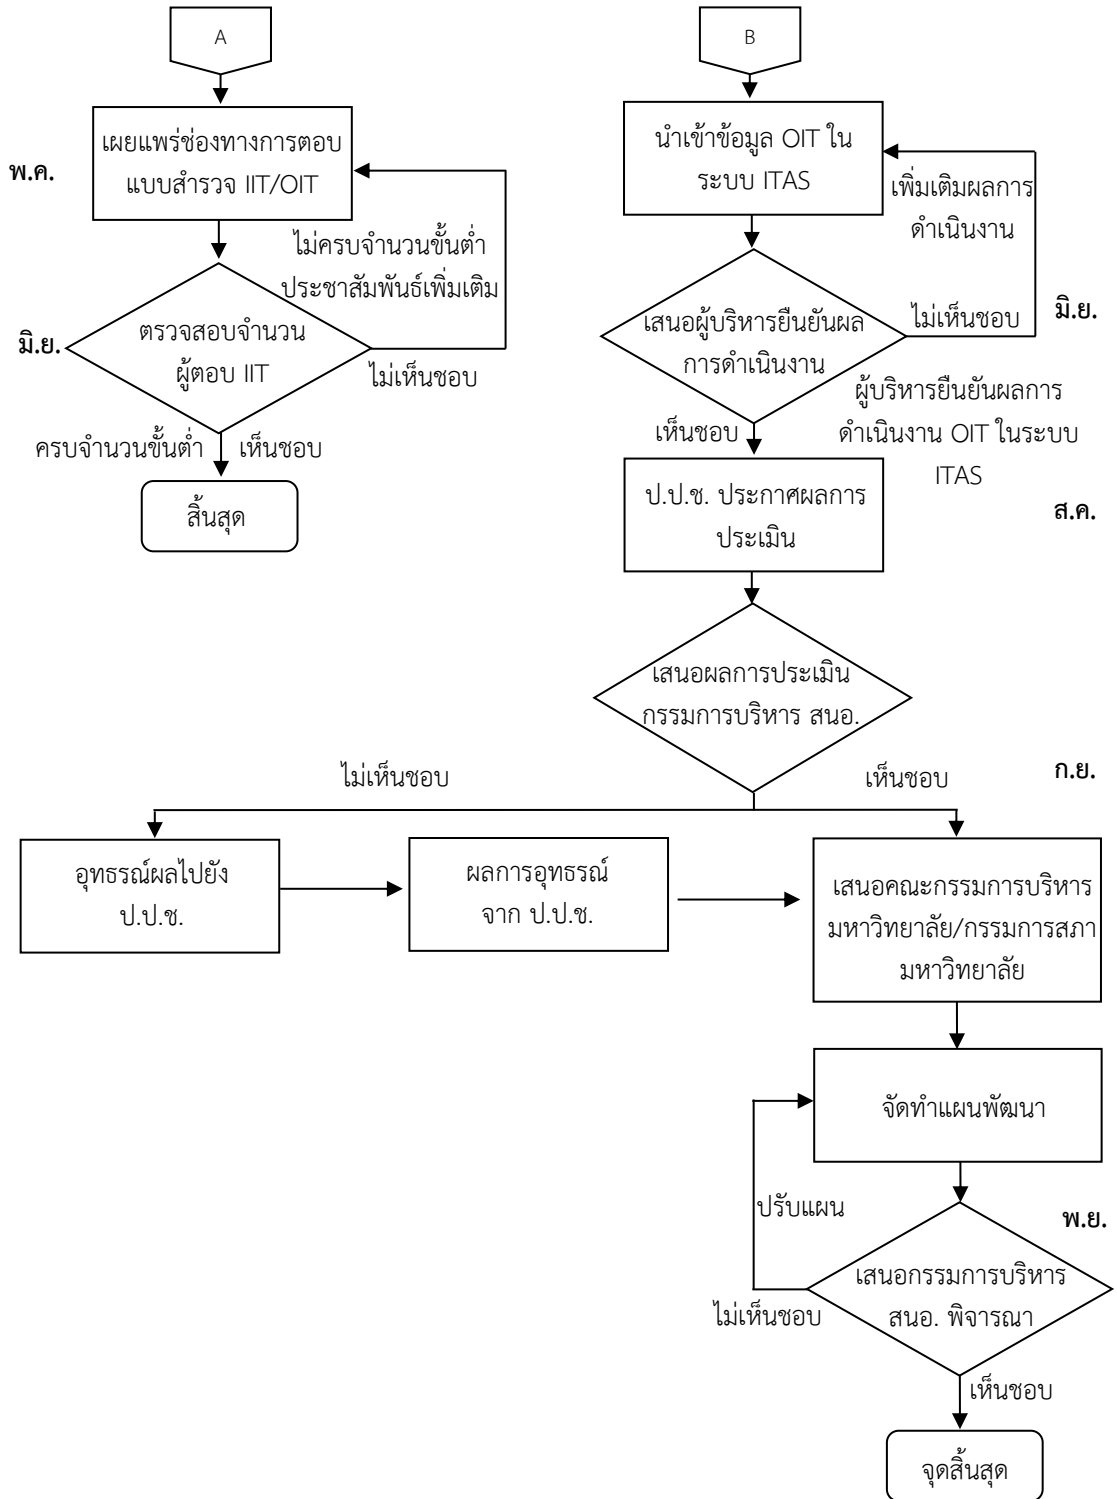 A
เผยแพร่ช่องทางการตอบ
แบบสำรวจ IIT/OIT
พ.ค.
ไม่ครบจำนวนขั้นต่ำ
ประชาสัมพันธ์เพิ่มเติม
มิ.ย.
ตรวจสอบจำนวน
ผู้ตอบ IIT
ไม่เห็นชอบ
ครบจำนวนขั้นต่ำ
เห็นชอบ
สิ้นสุด
B
นำเข้าข้อมูล OIT ใน
ระบบ ITAS
เพิ่มเติมผลการ
ดำเนินงาน
เสนอผู้บริหารยืนยันผล
การดำเนินงาน
ไม่เห็นชอบ
มิ.ย.
ผู้บริหารยืนยันผลการ
ดำเนินงาน OIT ในระบบ
ITAS
เห็นชอบ
ป.ป.ช. ประกาศผลการ
ประเมิน
ส.ค.
เสนอผลการประเมิน
กรรมการบริหาร สนอ.
ไม่เห็นชอบ
เห็นชอบ
ก.ย.
อุทธรณ์ผลไปยัง
ป.ป.ช.
ผลการอุทธรณ์
จาก ป.ป.ช.
เสนอคณะกรรมการบริหาร
มหาวิทยาลัย/กรรมการสภา
มหาวิทยาลัย
จัดทำแผนพัฒนา
ปรับแผน
พ.ย.
เสนอกรรมการบริหาร
สนอ. พิจารณา
ไม่เห็นชอบ
เห็นชอบ
จุดสิ้นสุด